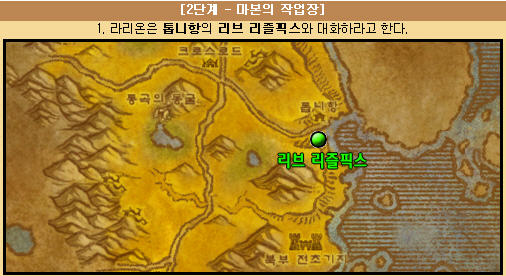 [2단계 - 마본의 작업장]
1. 라리온은 톱니항의 리브 리즐픽스와 대화하라고 한다.
크로스로드
통곡의 동굴
톱니항
리브 리즐픽스
북부 전초기지